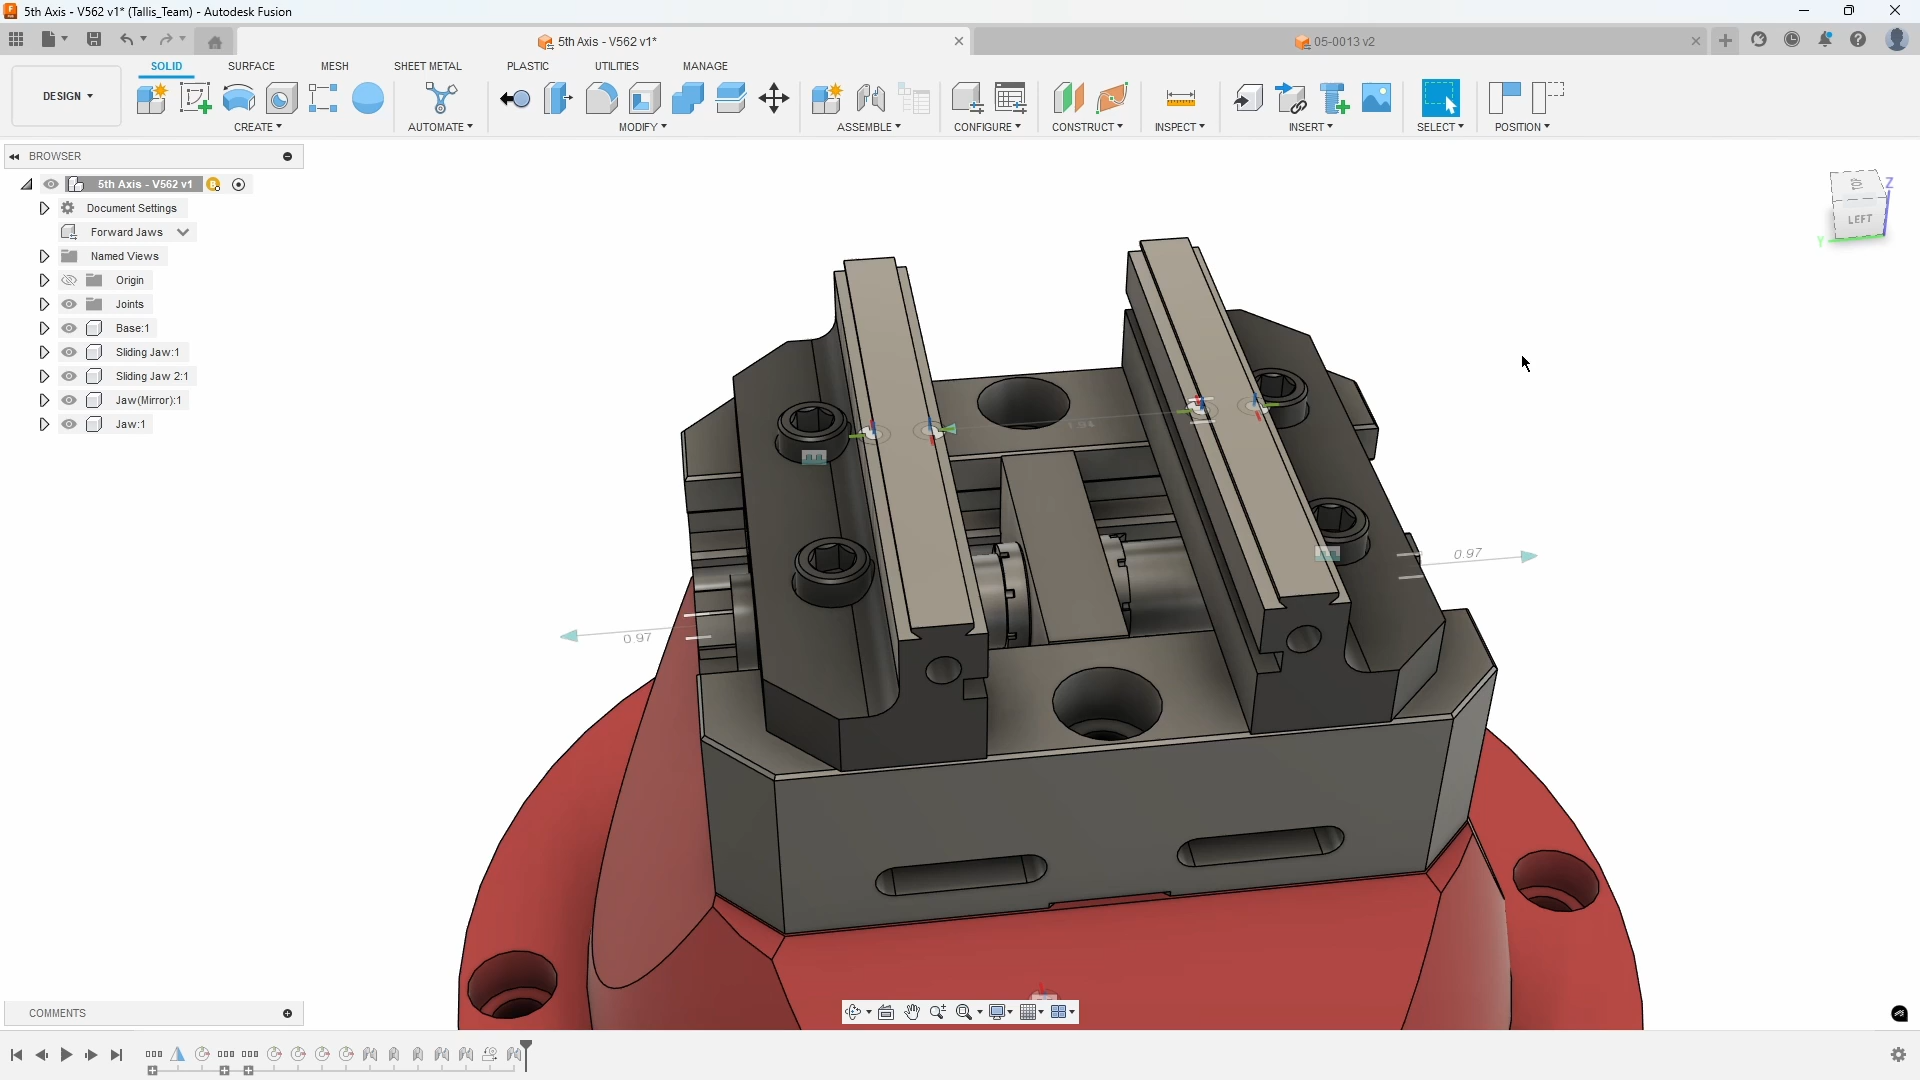 5th Axis - V562 v1* (Tallis_Team) - Autodesk Fusion
5th Axis - V562 v1*
05-0013 v2
SOLID
SURFACE
MESH
SHEET METAL
PLASTIC
UTILITIES
MANAGE
DESIGN
CREATE
AUTOMATE
MODIFY
ASSEMBLE
CONFIGURE
CONSTRUCT
INSPECT
INSERT
SELECT
POSITION
BROWSER
5th Axis - V562 v1
Document Settings
Forward Jaws
Named Views
Origin
Joints
Base:1
Sliding Jaw:1
Sliding Jaw 2:1
Jaw(Mirror):1
Jaw:1
TOP
LEFT
Z
Y
1.94
0.97
0.97
COMMENTS